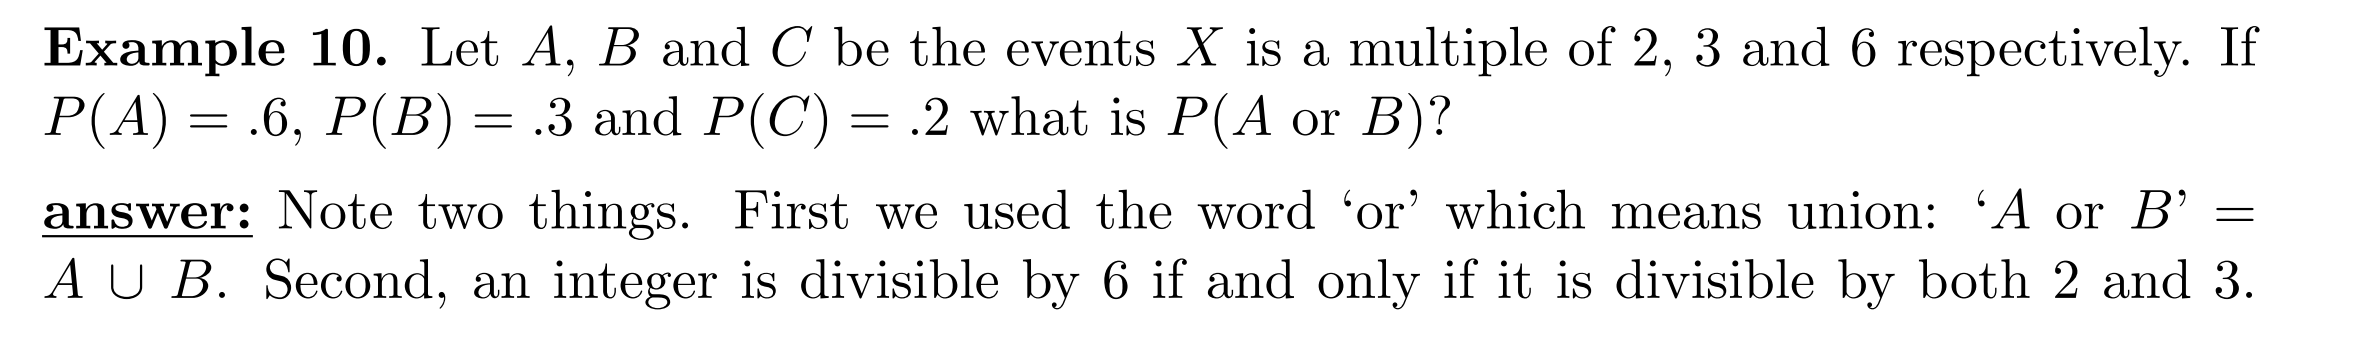 Example 10. Let A, B and C be the events X is a multiple of 2, 3 and 6 respectively. If
P(A) = .6, P(B) = .3 and P(C) = .2 what is P(A or B)?
answer: Note two things. First we used the word ‘or’ which means union: ‘A or B’ =
A ∪ B. Second, an integer is divisible by 6 if and only if it is divisible by both 2 and 3.